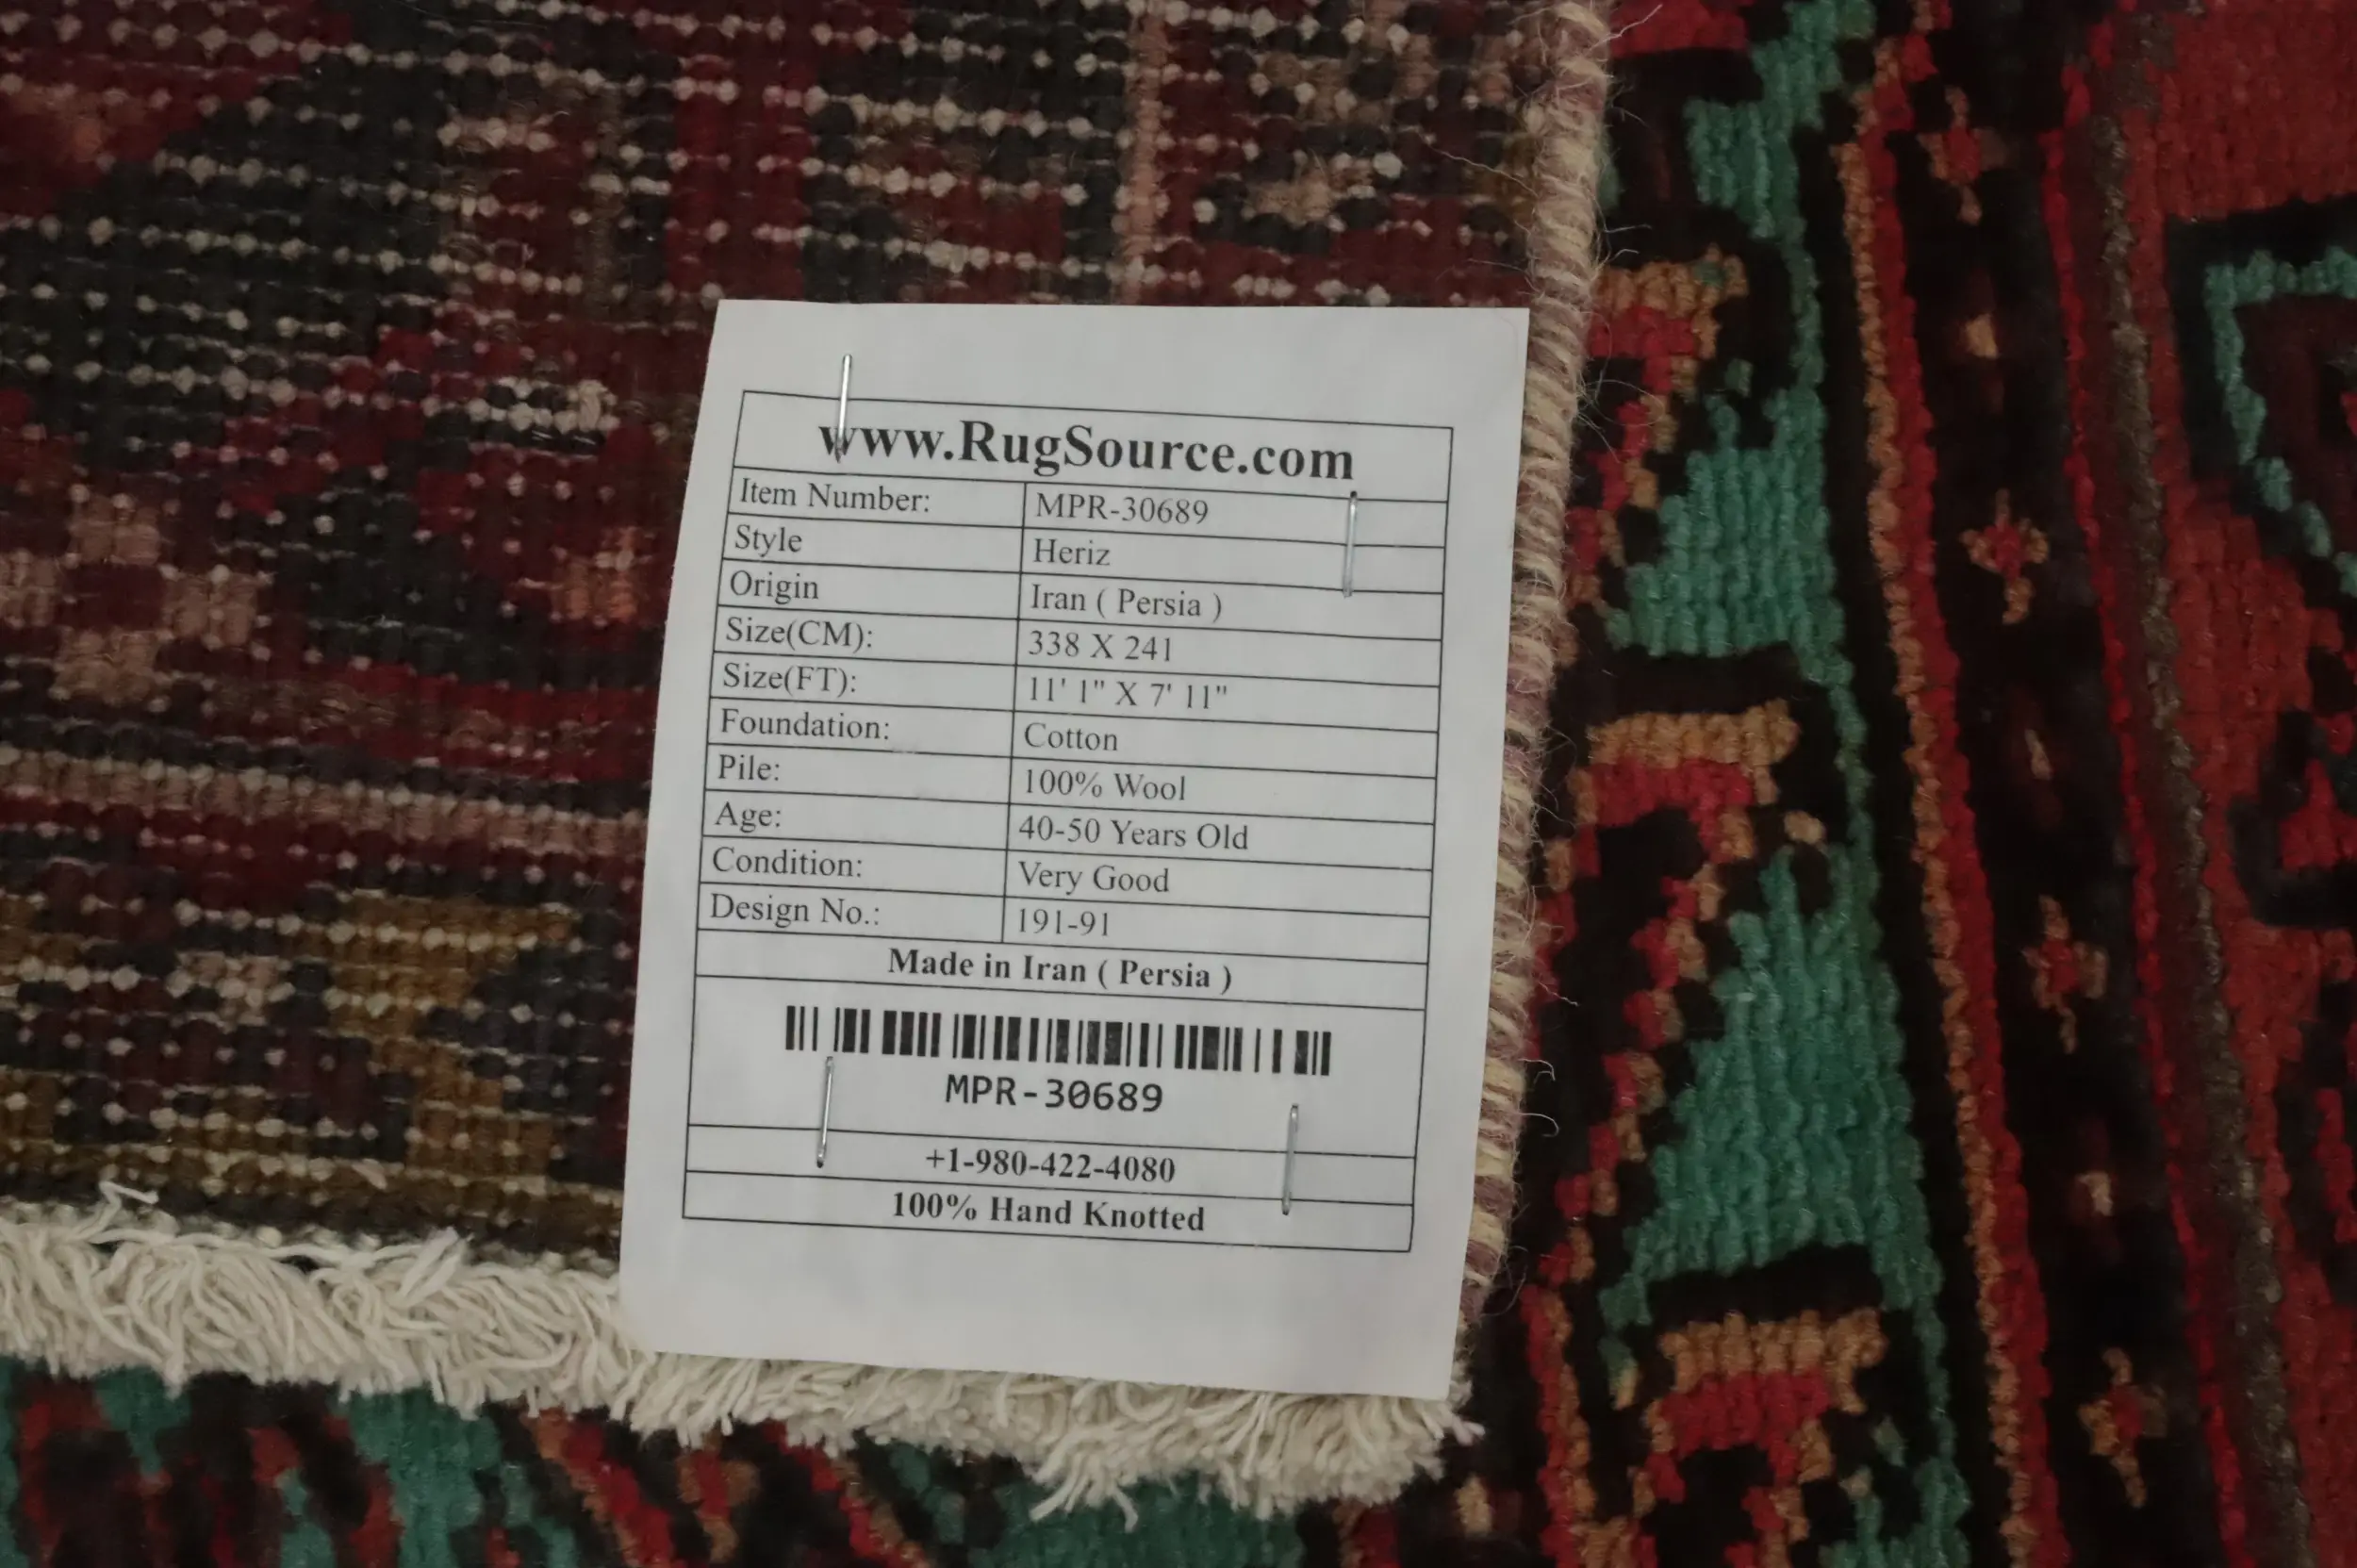 www.RugSource.com
Item Number: MPR-30689
Style Heriz
Origin Iran ( Persia )
Size(CM): 338 X 241
Size(FT): 11' 1" X 7' 11"
Foundation: Cotton
Pile: 100% Wool
Age: 40-50 Years Old
Condition: Very Good
Design No.: 191-91
Made in Iran ( Persia )
MPR-30689
+1-980-422-4080
100% Hand Knotted